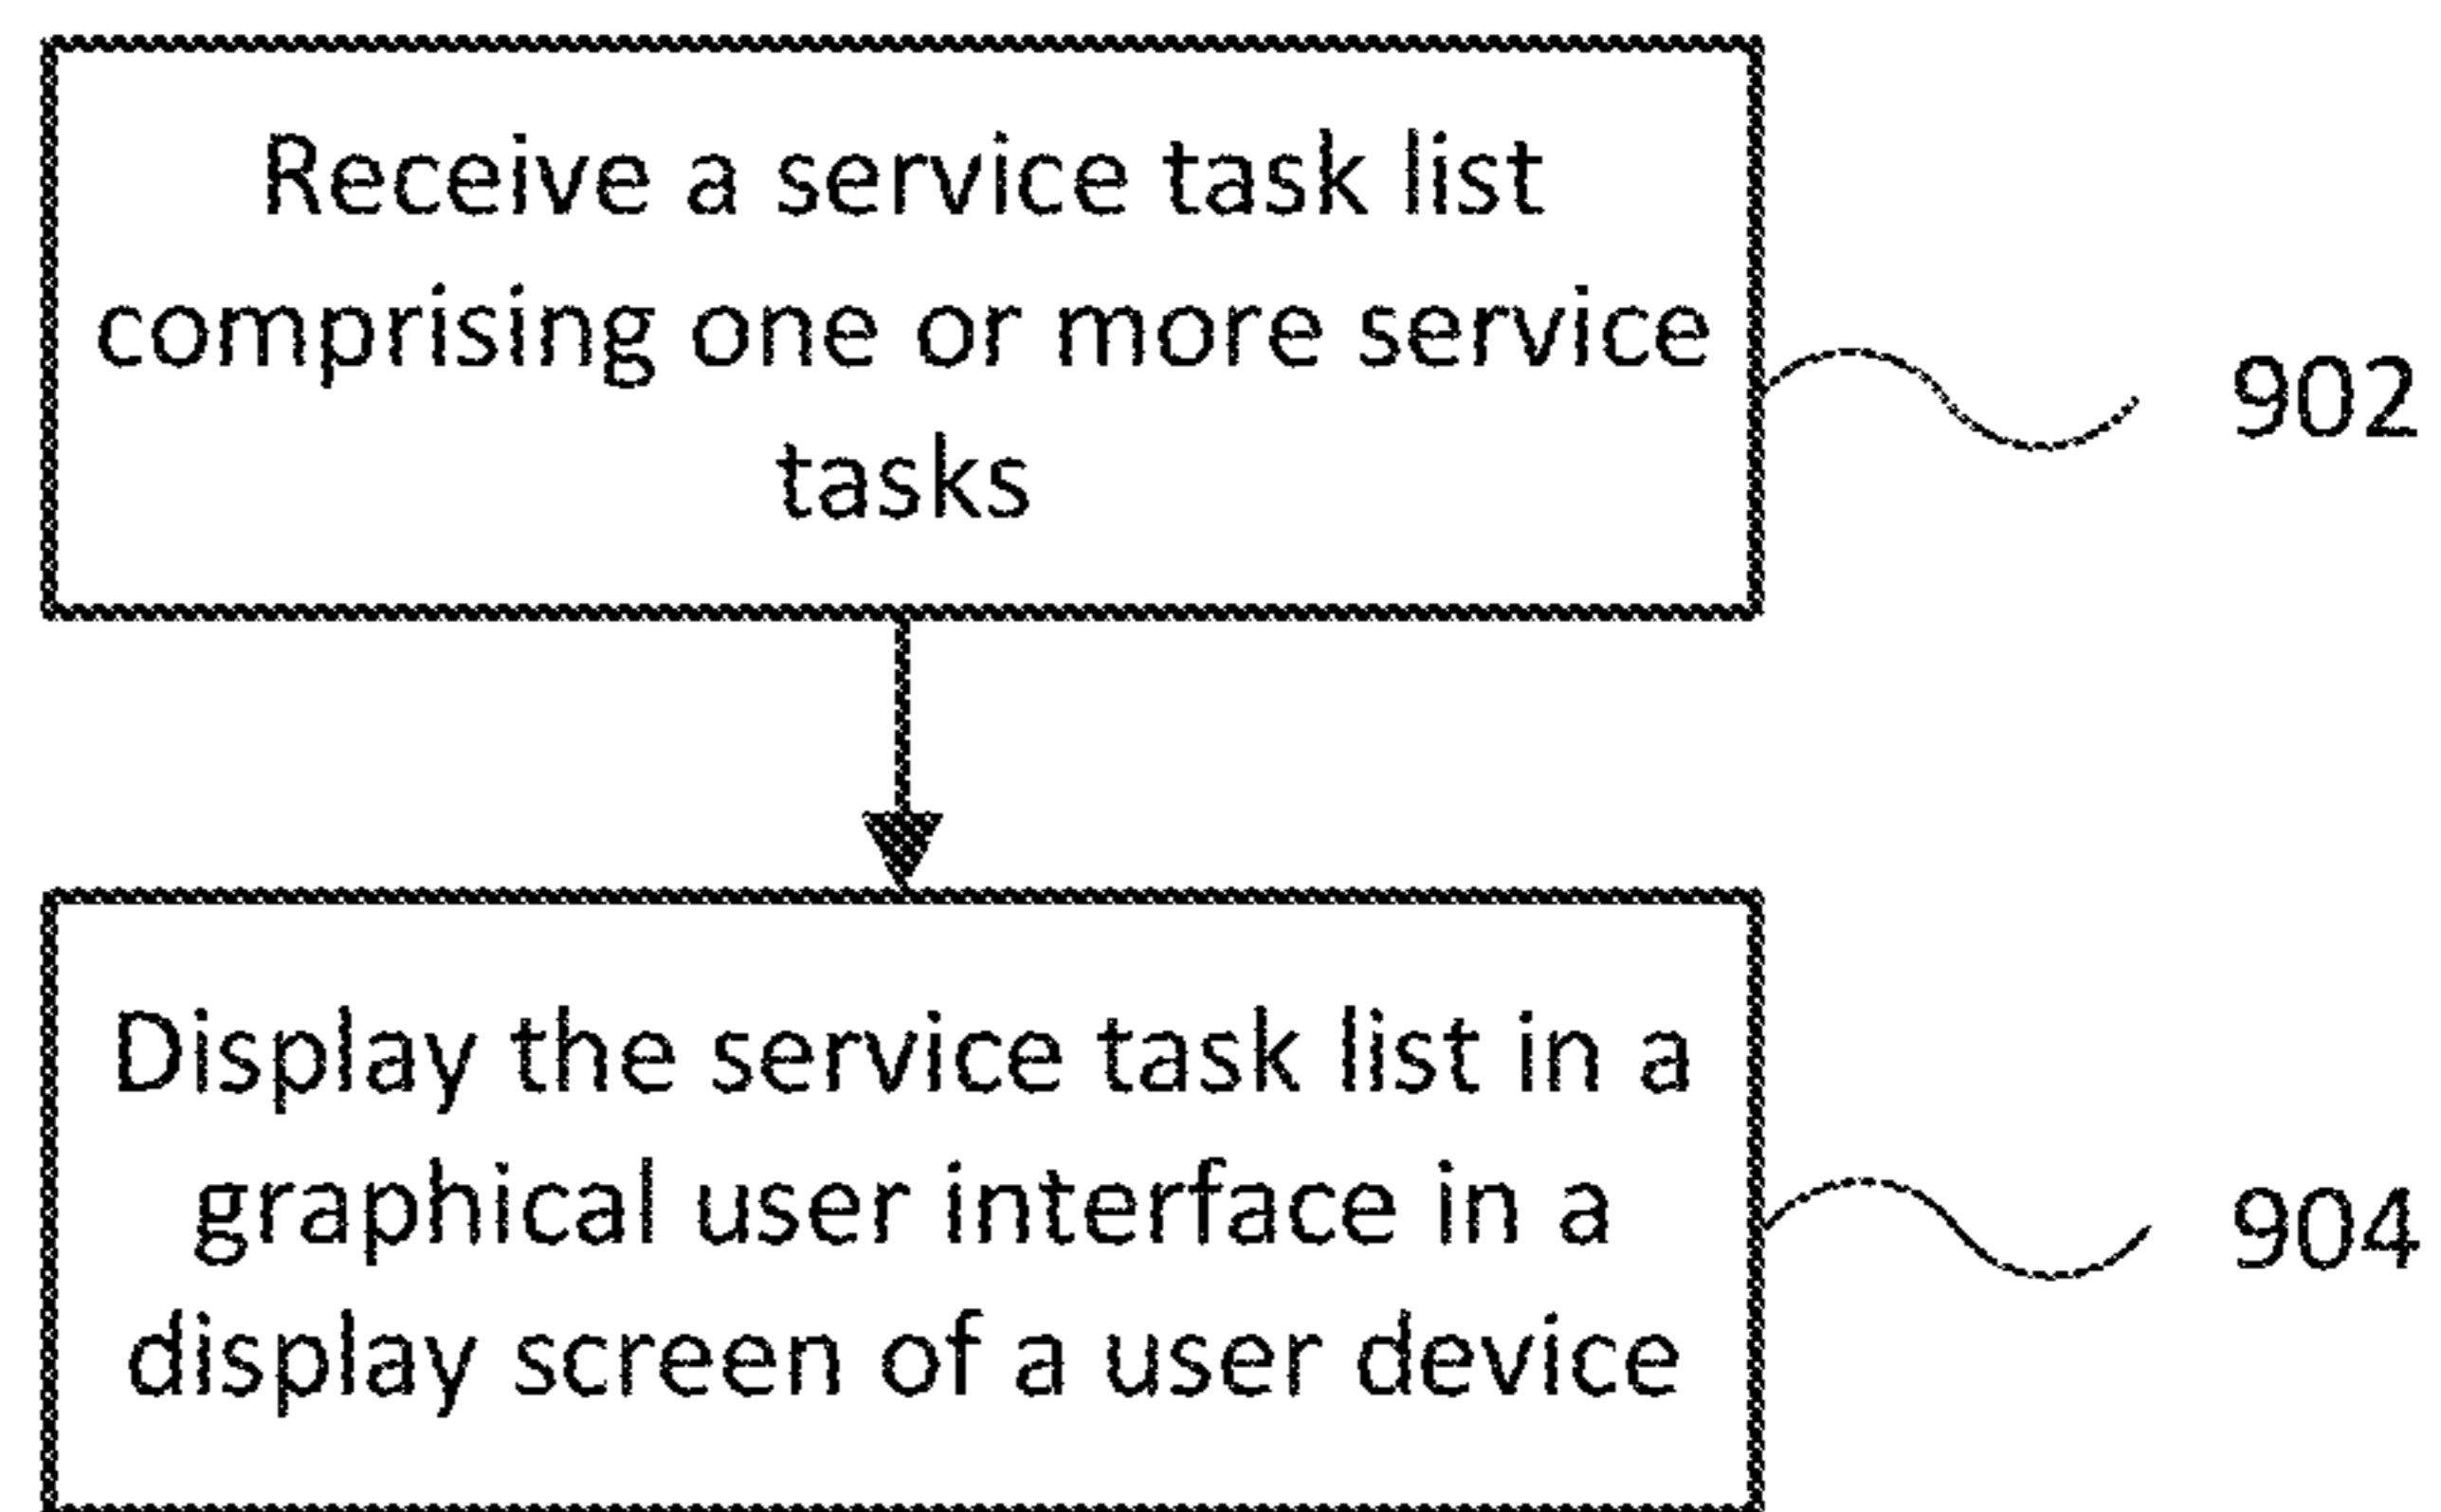 Receive a service task list
comprising one or more service
tasks
902
Display the service task list in a
graphical user interface in a
display screen of a user device
904